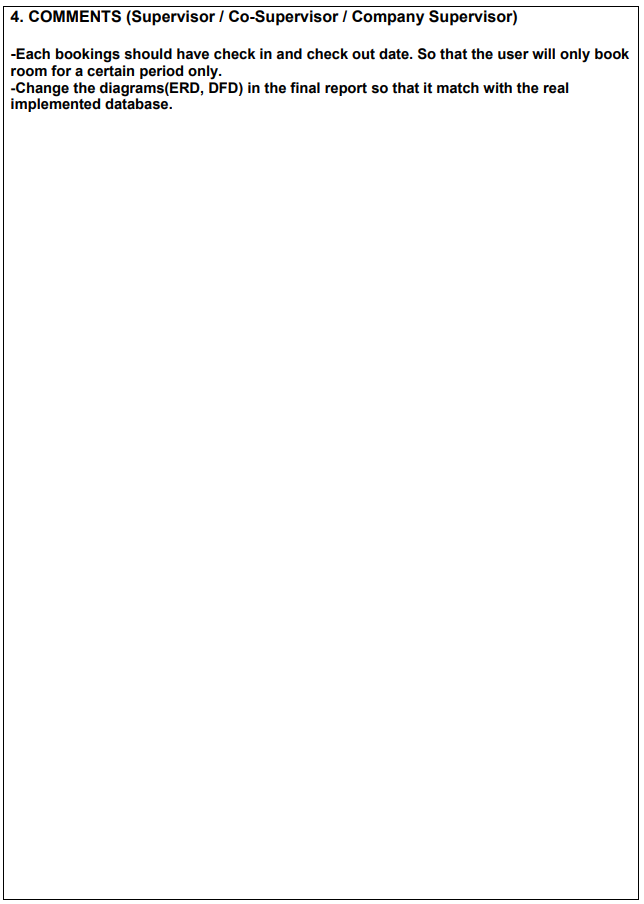 4. COMMENTS (Supervisor / Co-Supervisor / Company Supervisor)
-Each bookings should have check in and check out date. So that the user will only book
room for a certain period only.
-Change the diagrams(ERD, DFD) in the final report so that it match with the real
implemented database.